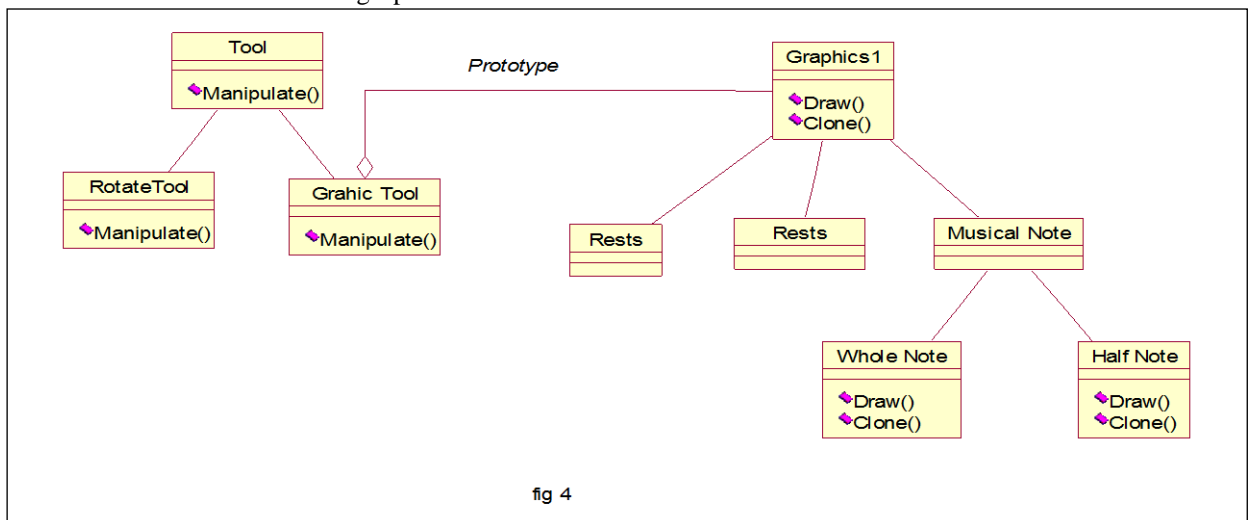 Tool
Manipulate()
Prototype
Graphics1
Draw()
Clone()
RotateTool
Manipulate()
Grahic Tool
Manipulate()
Rests
Rests
Musical Note
Whole Note
Draw()
Clone()
Half Note
Draw()
Clone()
fig 4